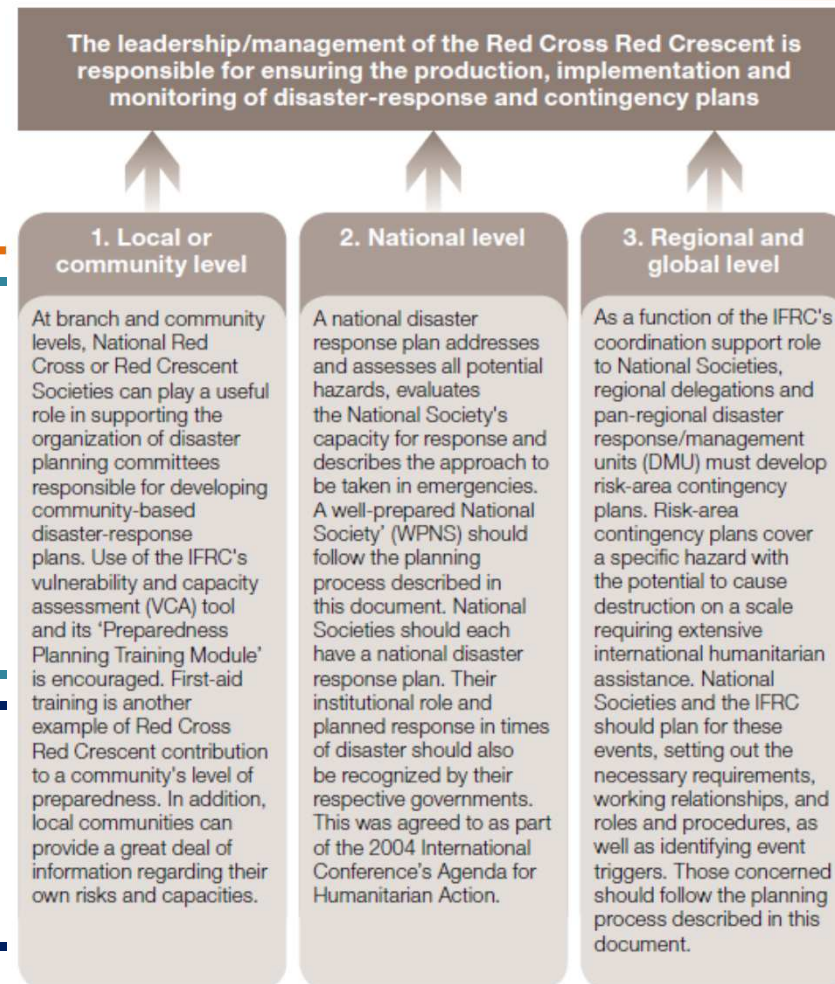 The leadership/management of the Red Cross Red Crescent is
responsible for ensuring the production, implementation and
monitoring of disaster-response and contingency plans
1. Local or
community level
At branch and community
levels, National Red
Cross or Red Crescent
Societies can play a useful
role in supporting the
organization of disaster
planning committees
responsible for developing
community-based
disaster-response
plans. Use of the IFRC's
vulnerability and capacity
assessment (VCA) tool
and its ‘Preparedness
Planning Training Module’
is encouraged. First-aid
training is another
example of Red Cross
Red Crescent contribution
to a community's level of
preparedness. In addition,
local communities can
provide a great deal of
information regarding their
own risks and capacities.
2. National level
A national disaster
response plan addresses
and assesses all potential
hazards, evaluates
the National Society's
capacity for response and
describes the approach to
be taken in emergencies.
A well-prepared National
Society’ (WPNS) should
follow the planning
process described in
this document. National
Societies should each
have a national disaster
response plan. Their
institutional role and
planned response in times
of disaster should also
be recognized by their
respective governments.
This was agreed to as part
of the 2004 International
Conference's Agenda for
Humanitarian Action.
3. Regional and
global level
As a function of the IFRC's
coordination support role
to National Societies,
regional delegations and
pan-regional disaster
response/management
units (DMU) must develop
risk-area contingency
plans. Risk-area
contingency plans cover
a specific hazard with
the potential to cause
destruction on a scale
requiring extensive
international humanitarian
assistance. National
Societies and the IFRC
should plan for these
events, setting out the
necessary requirements,
working relationships, and
roles and procedures, as
well as identifying event
triggers. Those concerned
should follow the planning
process described in this
document.